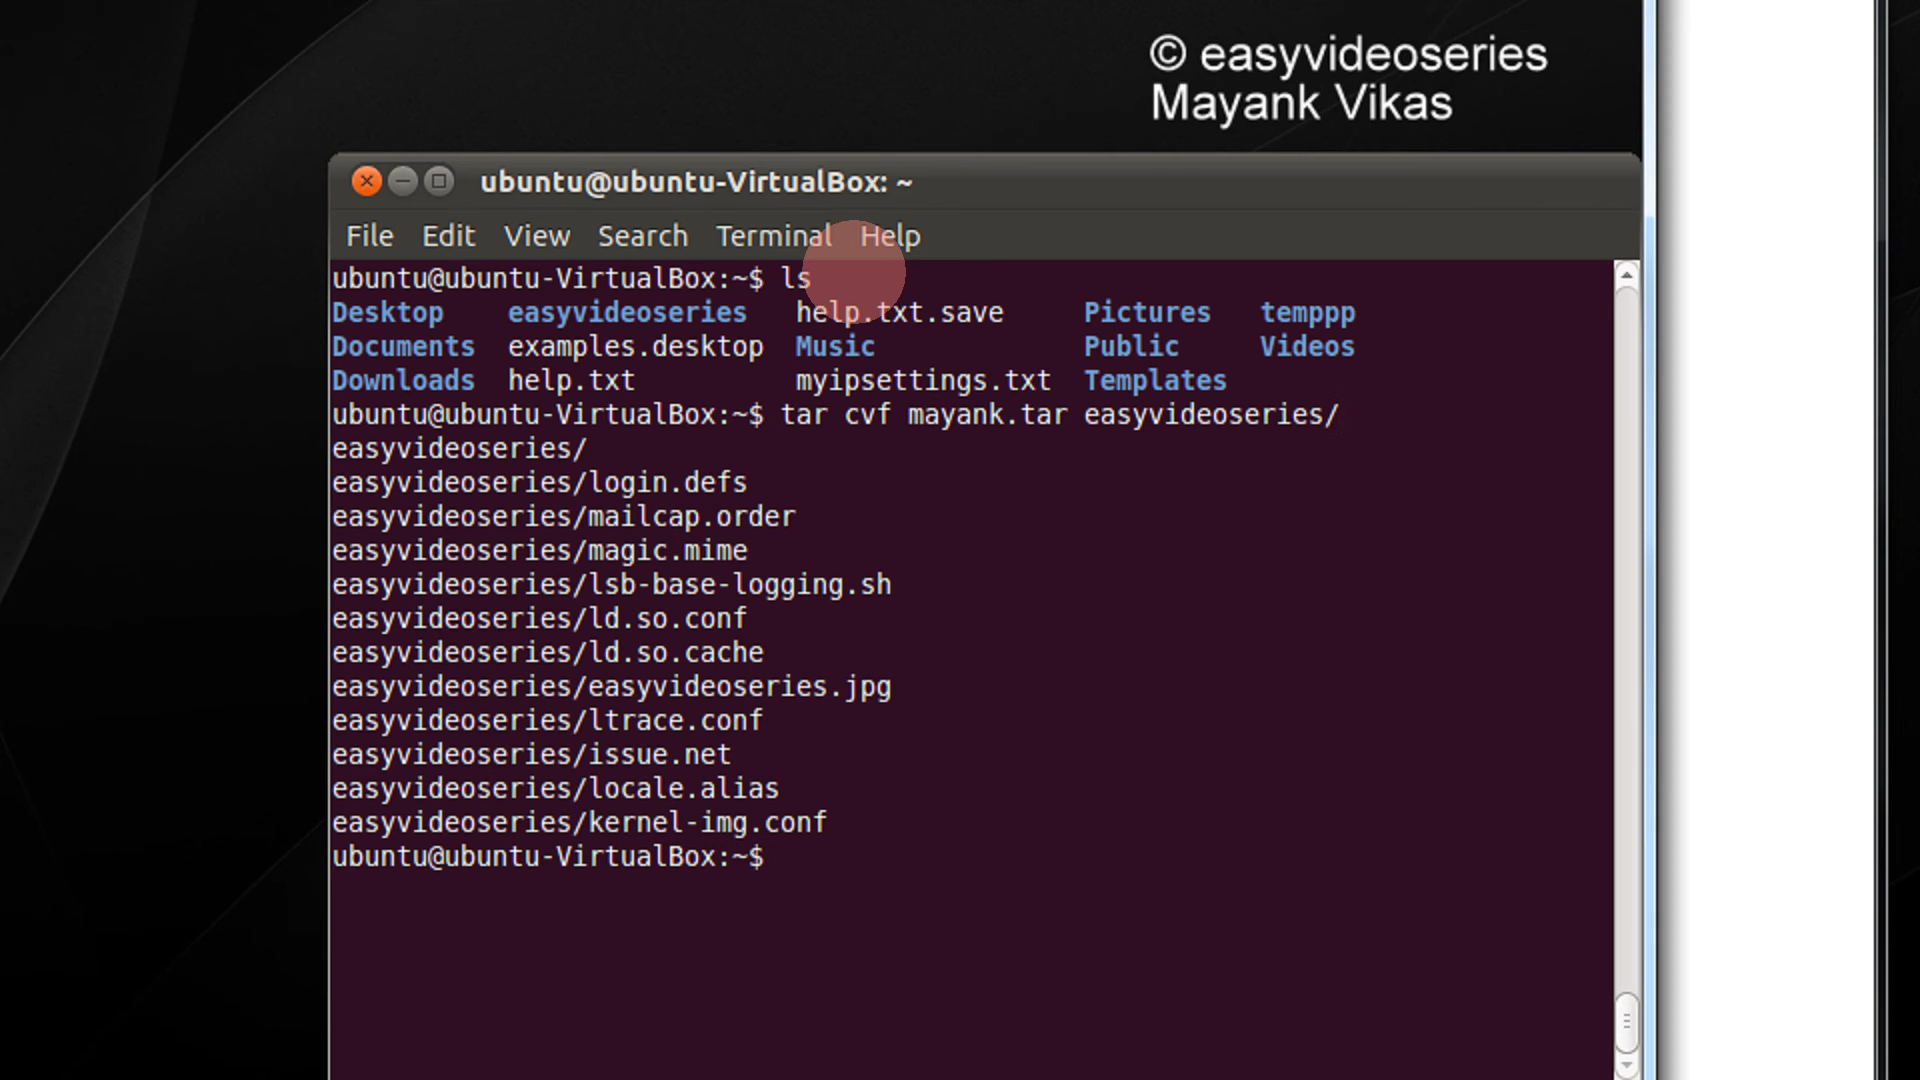 © easyvideoseries
Mayank Vikas
ubuntu@ubuntu-VirtualBox: ~
File Edit View Search Terminal Help
ubuntu@ubuntu-VirtualBox:~$ ls
Desktop easyvideoseries help.txt.save Pictures temppp
Documents examples.desktop Music Public Videos
Downloads help.txt myipsettings.txt Templates
ubuntu@ubuntu-VirtualBox:~$ tar cvf mayank.tar easyvideoseries/
easyvideoseries/
easyvideoseries/login.defs
easyvideoseries/mailcap.order
easyvideoseries/magic.mime
easyvideoseries/lsb-base-logging.sh
easyvideoseries/ld.so.conf
easyvideoseries/ld.so.cache
easyvideoseries/easyvideoseries.jpg
easyvideoseries/ltrace.conf
easyvideoseries/issue.net
easyvideoseries/locale.alias
easyvideoseries/kernel-img.conf
ubuntu@ubuntu-VirtualBox:~$